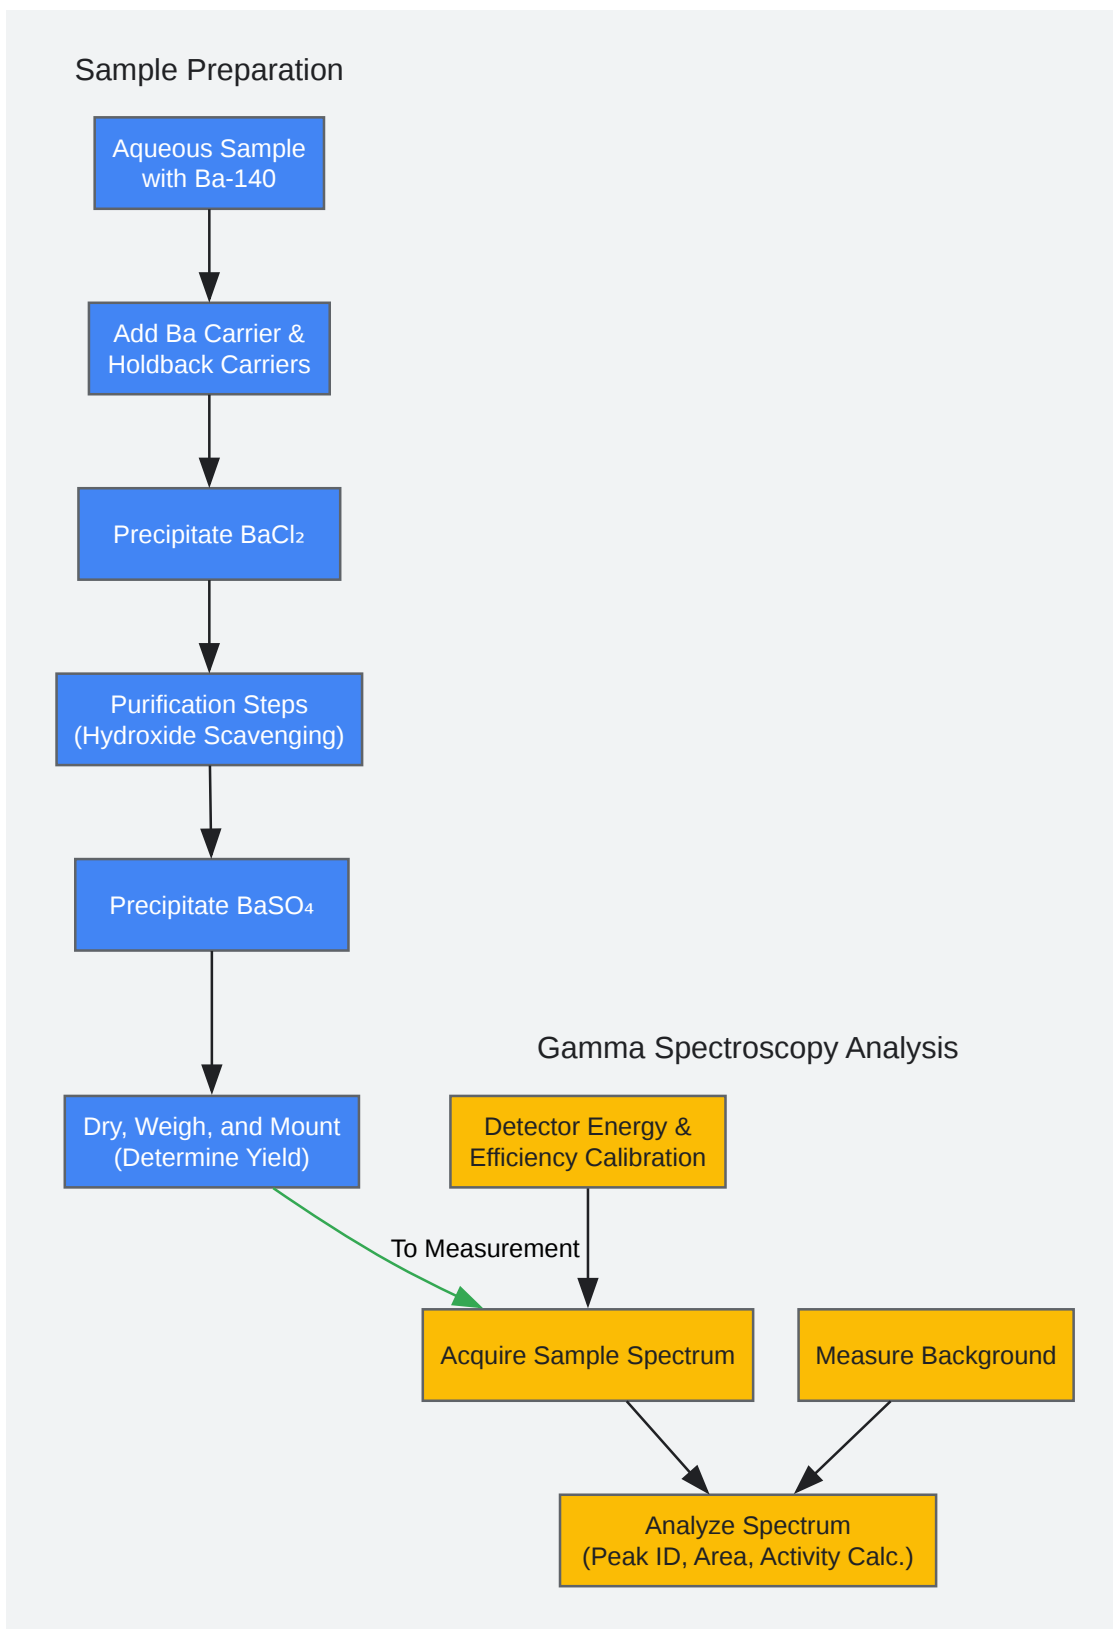 Sample Preparation
Aqueous Sample
with Ba-140
Add Ba Carrier &
Holdback Carriers
Precipitate BaCl₂
Purification Steps
(Hydroxide Scavenging)
Precipitate BaSO₄
Dry, Weigh, and Mount
(Determine Yield)
Gamma Spectroscopy Analysis
Detector Energy &
Efficiency Calibration
To Measurement
Acquire Sample Spectrum
Measure Background
Analyze Spectrum
(Peak ID, Area, Activity Calc.)